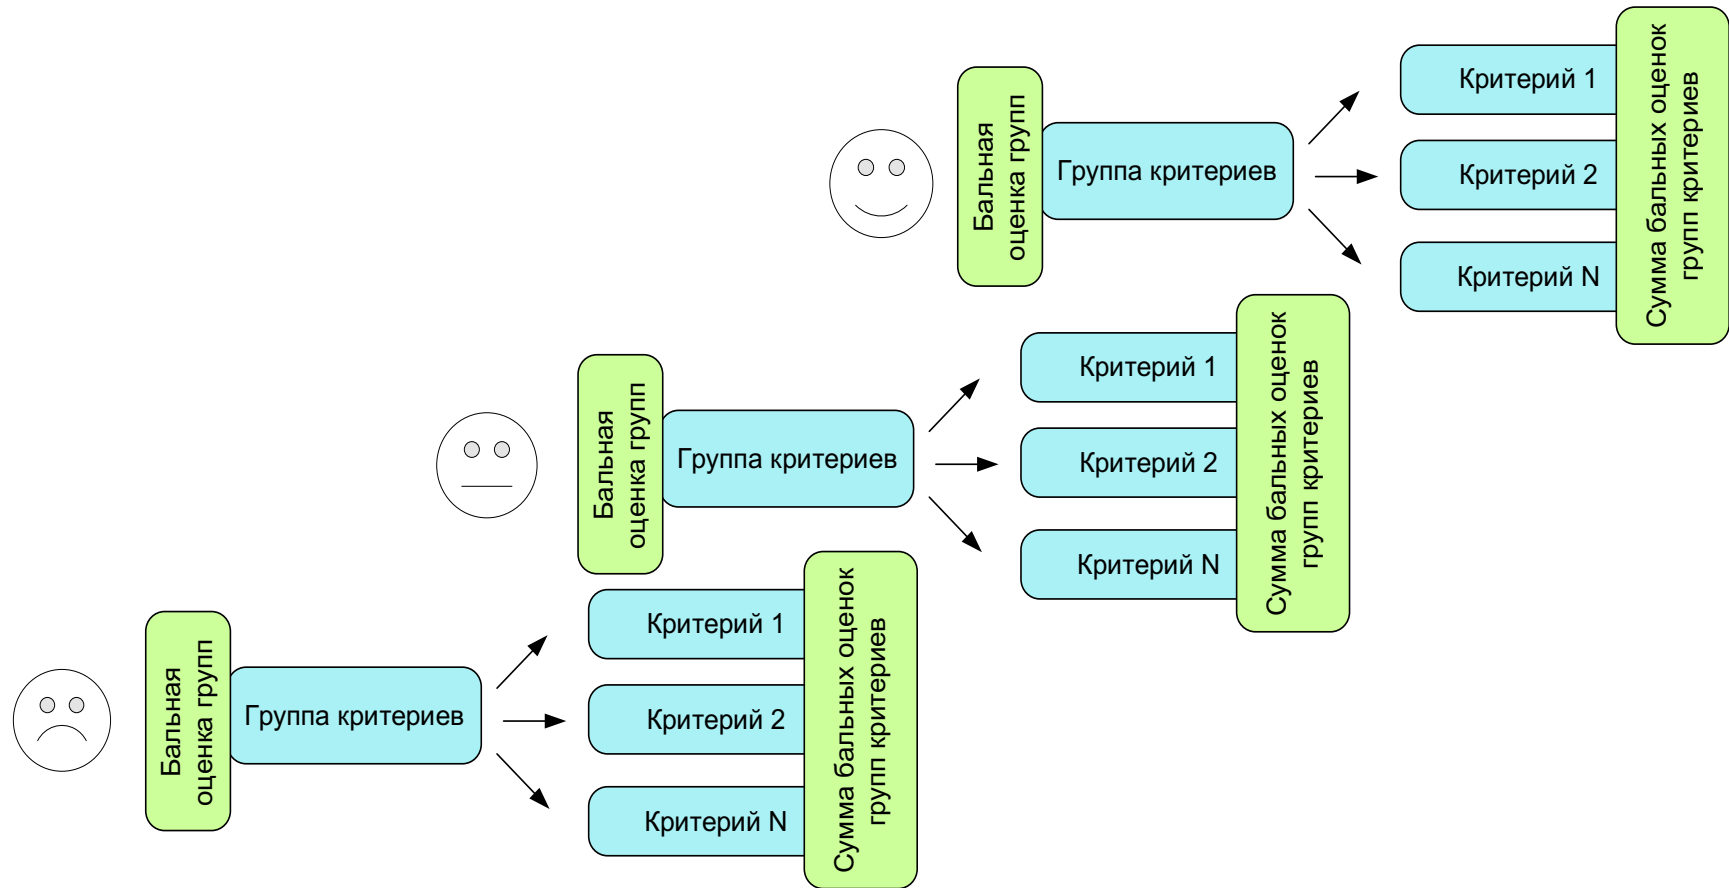 Бальная
оценка групп
Группа критериев
Критерий 1
Критерий 2
Критерий N
Сумма бальных оценок
групп критериев
Бальная
оценка групп
Группа критериев
Критерий 1
Критерий 2
Критерий N
Сумма бальных оценок
групп критериев
Бальная
оценка групп
Группа критериев
Критерий 1
Критерий 2
Критерий N
Сумма бальных оценок
групп критериев